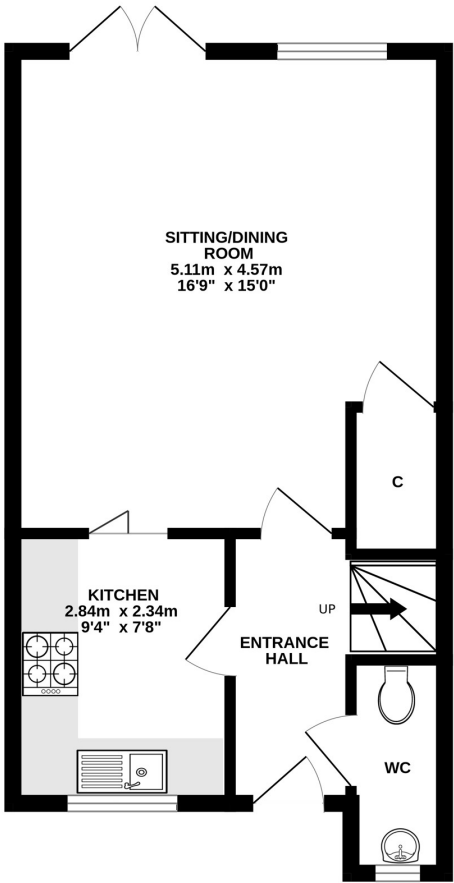 SITTING/DINING
ROOM
5.11m x 4.57m
16'9" x 15'0"
C
KITCHEN
2.84m x 2.34m
9'4" x 7'8"
UP
ENTRANCE
HALL
WC